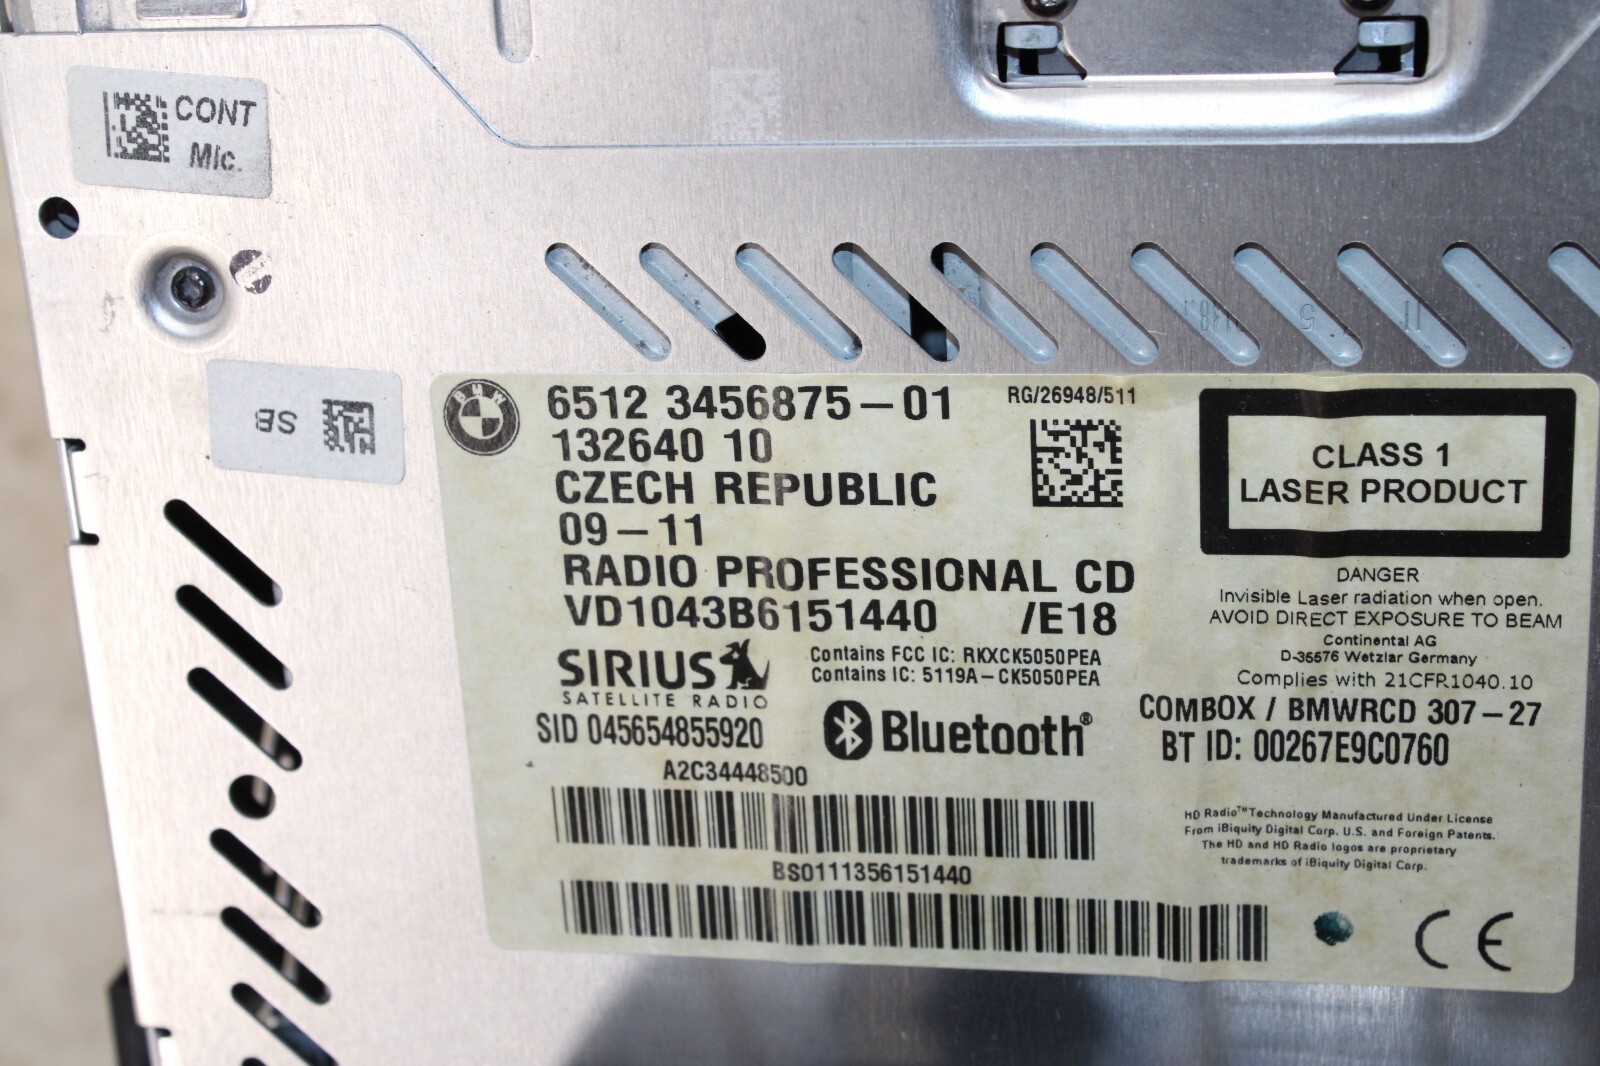 CONT
Mic.
SB
BMW
6512 3456875-01
RG/26948/511
132640 10
CZECH REPUBLIC
09-11
RADIO PROFESSIONAL CD
VD1043B6151440 /E18
CLASS 1
LASER PRODUCT
DANGER
Invisible Laser radiation when open.
AVOID DIRECT EXPOSURE TO BEAM
Continental AG
D-35576 Wetzlar Germany
Complies with 21CFR1040.10
SIRIUS
SATELLITE RADIO
SID 045654855920
Contains FCC IC: RKXCK5050PEA
Contains IC: 5119A-CK5050PEA
Bluetooth®
COMBOX / BMWRCD 307-27
BT ID: 00267E9C0760
A2C34448500
BS0111356151440
HD Radio™ Technology Manufactured Under License
From iBiquity Digital Corp. U.S. and Foreign Patents.
The HD and HD Radio logos are proprietary
trademarks of iBiquity Digital Corp.
CE